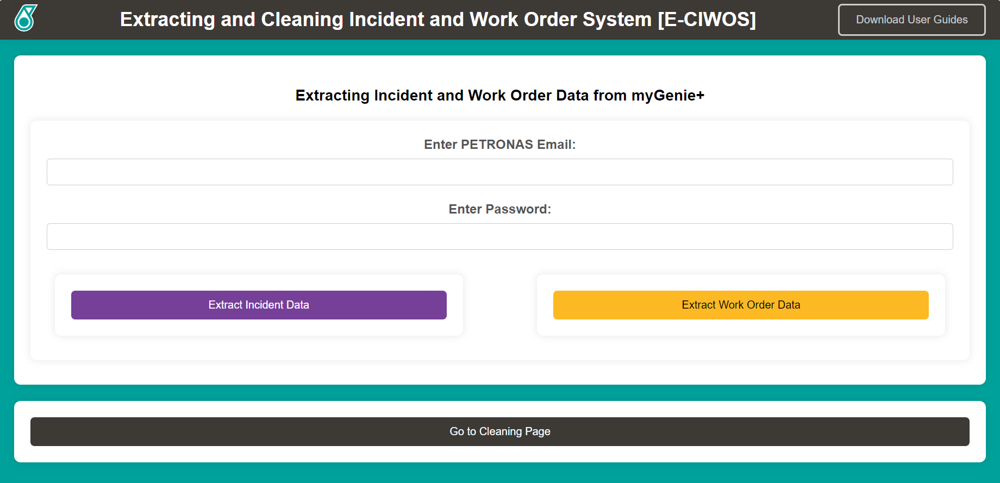 Extracting and Cleaning Incident and Work Order System [E-CIWOS]
Download User Guides
Extracting Incident and Work Order Data from myGenie+
Enter PETRONAS Email:
Enter Password:
Extract Incident Data
Extract Work Order Data
Go to Cleaning Page